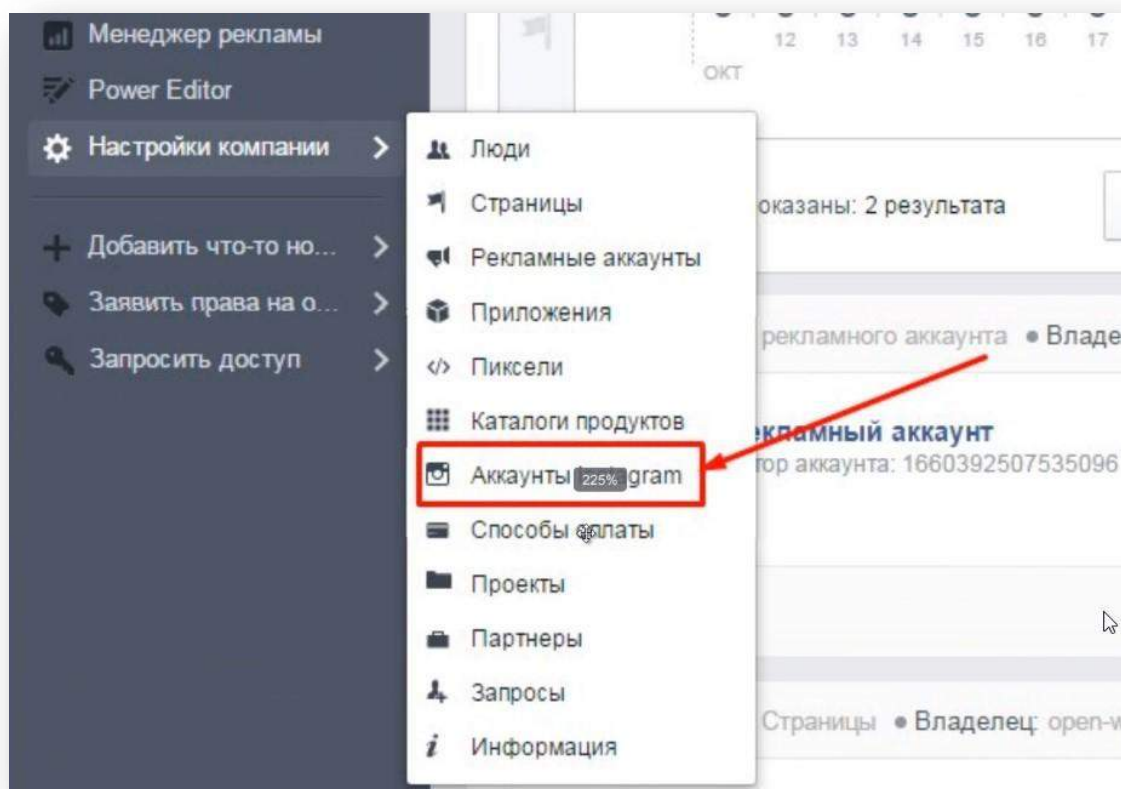 Менеджер рекламы
Power Editor
Настройки компании
Добавить что-то но...
Заявить права на о...
Запросить доступ
Люди
Страницы
Рекламные аккаунты
Приложения
Пиксели
Каталоги продуктов
Аккаунты gram
225%
Способы оплаты
Проекты
Партнеры
Запросы
Информация
12 13 14 15 16 17
ОКТ
оказаны: 2 результата
рекламного аккаунта • Владе
екламный аккаунт
тор аккаунта: 1660392507535096
Страницы • Владелец: open-w